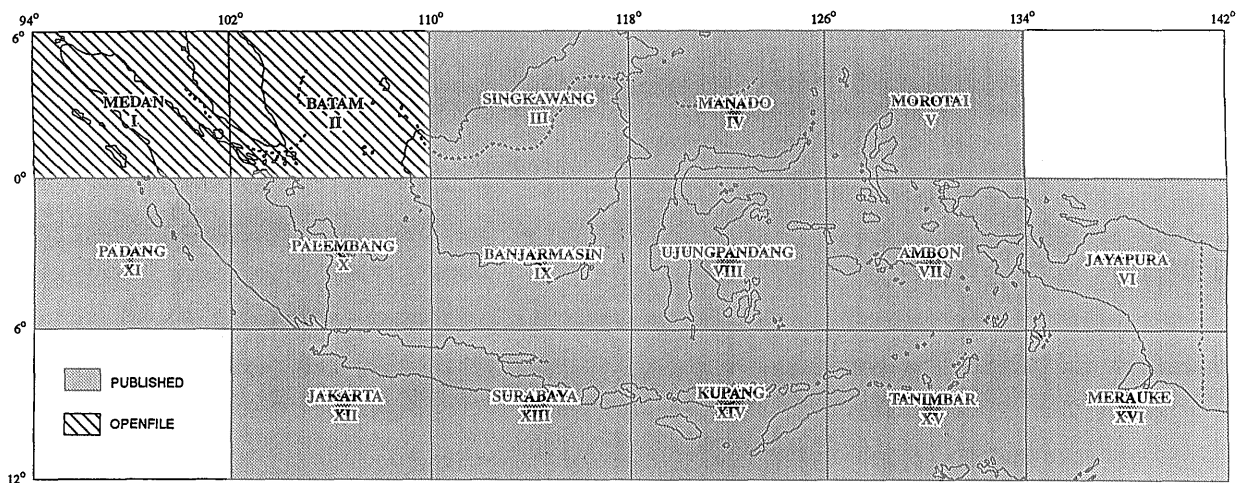 94° 102° 110° 118° 126° 134° 142°
6°
MEDAN
I
BATAM
II
SINGKAWANG
III
MANADO
IV
MOROTAI
V
0°
PADANG
XI
PALEMBANG
X
BANJARMASIN
IX
UJUNGPANDANG
VIII
AMBON
VII
JAYAPURA
VI
6°
PUBLISHED
OPENFILE
JAKARTA
XII
SURABAYA
XIII
KUPANG
XIV
TANIMBAR
XV
MERAUKE
XVI
12°